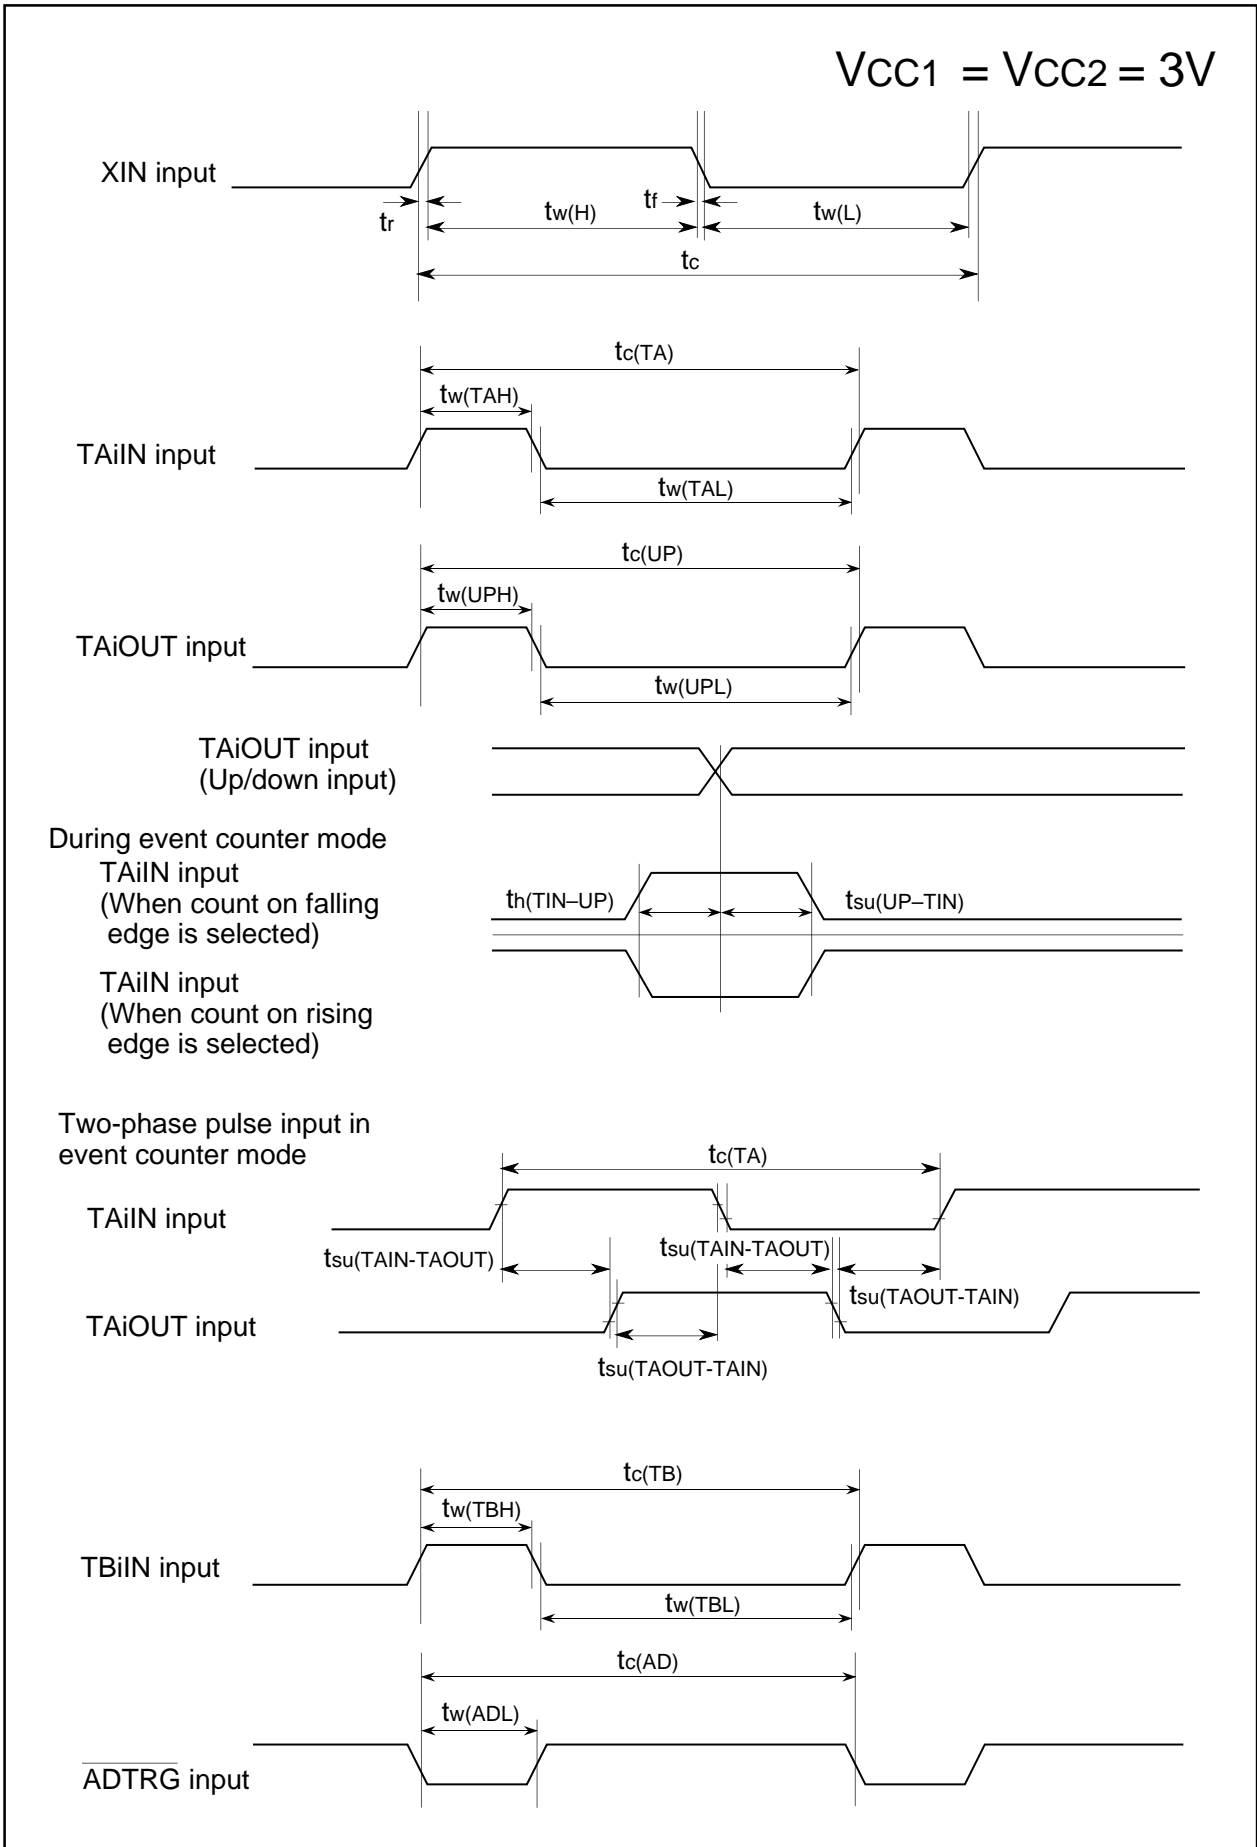 VCC1 = VCC2 = 3V
XIN input
tr
tw(H)
tf
tw(L)
tc
tc(TA)
tw(TAH)
TAiIN input
tw(TAL)
tc(UP)
tw(UPH)
TAiOUT input
tw(UPL)
TAiOUT input
(Up/down input)
During event counter mode
TAiIN input
(When count on falling
edge is selected)
th(TIN–UP)
tsu(UP–TIN)
TAiIN input
(When count on rising
edge is selected)
Two-phase pulse input in
event counter mode
tc(TA)
TAiIN input
tsu(TAIN-TAOUT)
tsu(TAIN-TAOUT)
tsu(TAOUT-TAIN)
TAiOUT input
tsu(TAOUT-TAIN)
tc(TB)
tw(TBH)
TBiIN input
tw(TBL)
tc(AD)
tw(ADL)
ADTRG input